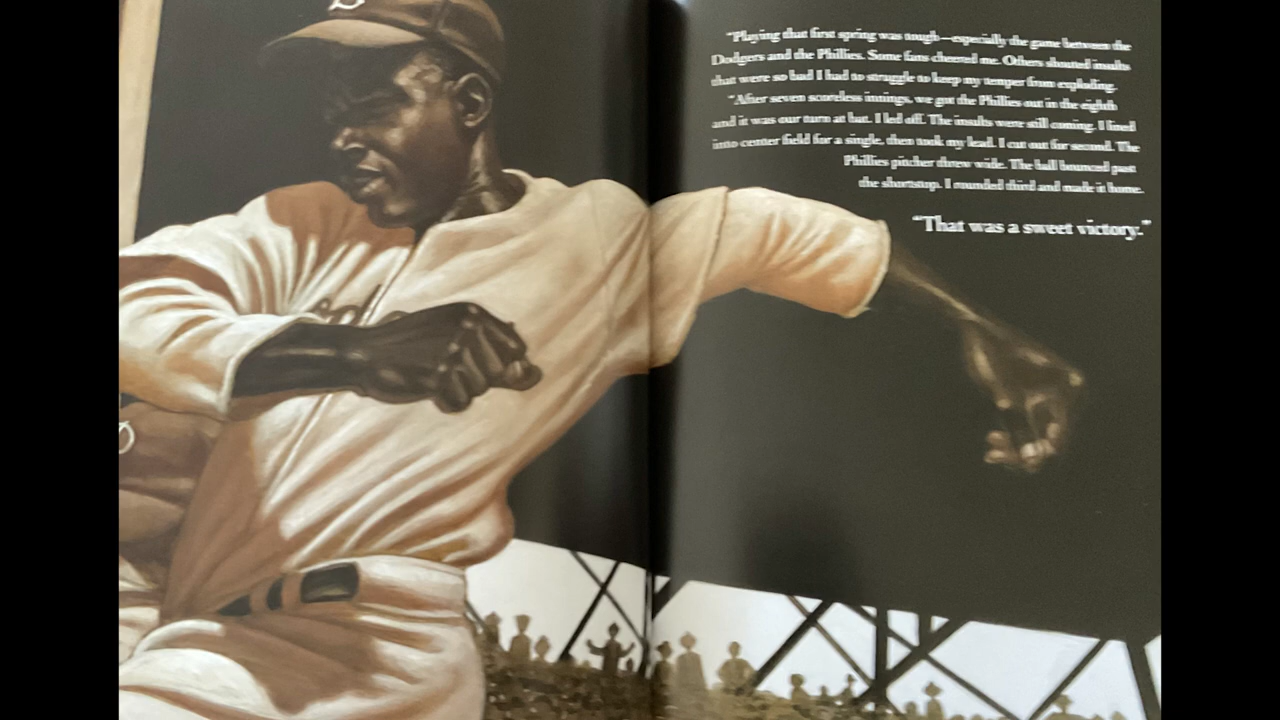 "Playing that first spring was tough—especially the game between the
Dodgers and the Phillies. Some fans cheered me. Others shouted insults
that were so bad I had to struggle to keep my temper from exploding.
"After seven scoreless innings, we got the Phillies out in the eighth
and it was our turn at bat. I led off. The insults were still coming. I lined
into center field for a single, then took my lead. I cut out for second. The
Phillies pitcher threw wide. The ball bounced past
the shortstop. I rounded third and made it home.
"That was a sweet victory."
B